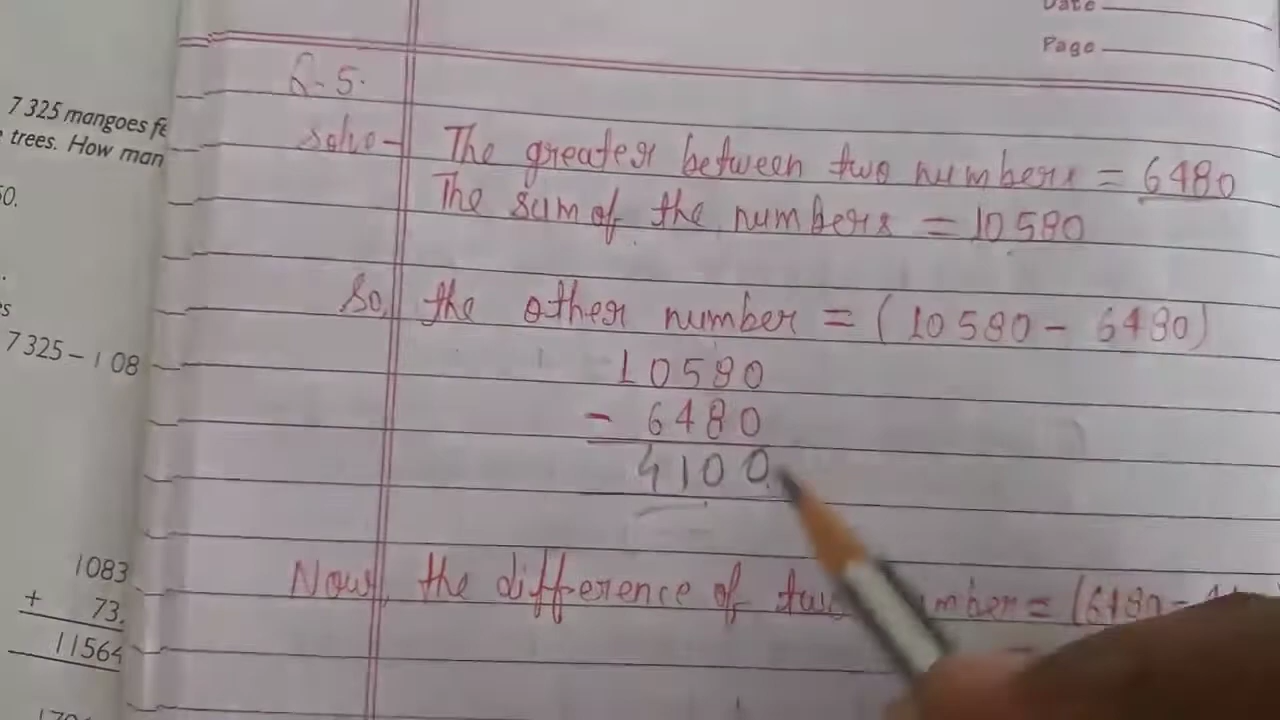 Date
Page
7 325 mangoes
trees. How man
7 325 – 1 08
1083
+ 73.
11564
Q-5.
Solve- The greater between two numbers = 6480
The sum of the numbers = 10580
So, the other number = (10580 - 6480)
10580
- 6480
4100
Now, the difference of two number = (6480 -